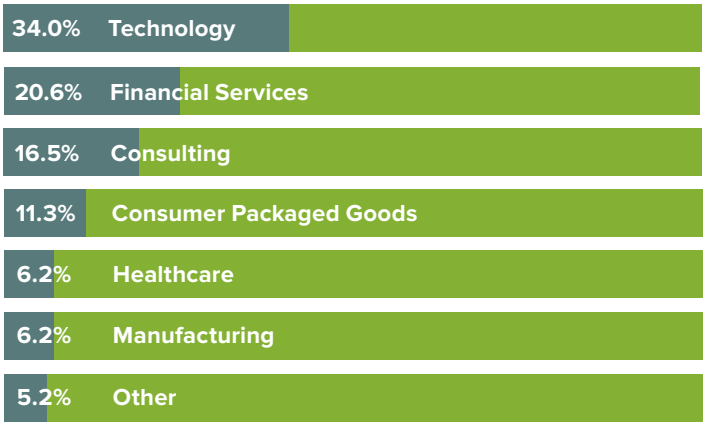 34.0% Technology
20.6% Financial Services
16.5% Consulting
11.3% Consumer Packaged Goods
6.2% Healthcare
6.2% Manufacturing
5.2% Other